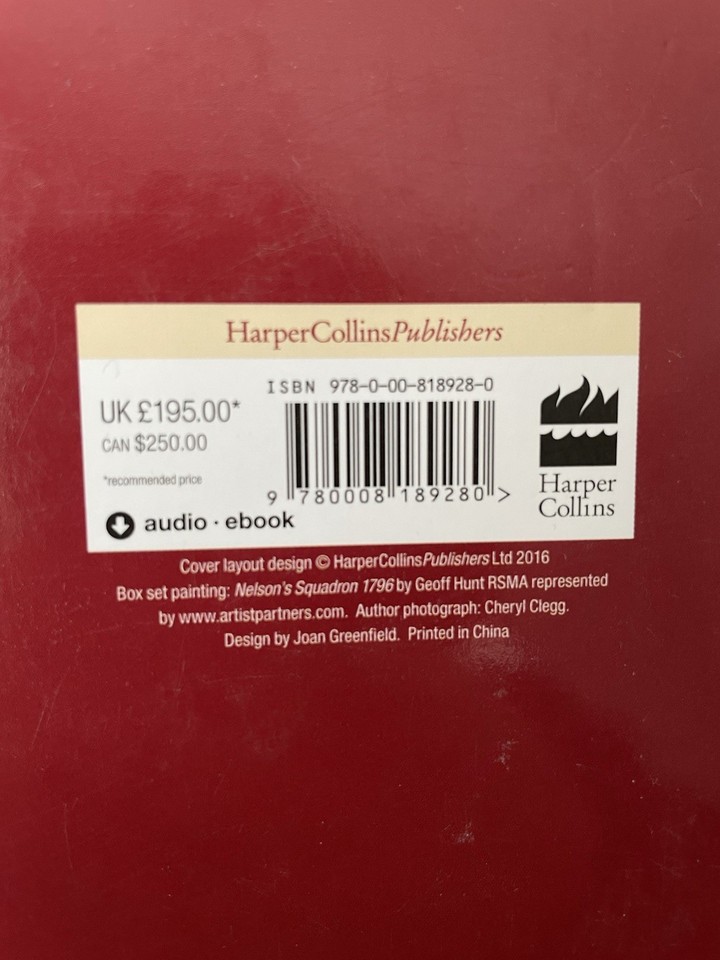 HarperCollinsPublishers
ISBN 978-0-00-818928-0
UK £195.00*
CAN $250.00
*recommended price
9 780008 189280 >
audio · ebook
Harper
Collins
Cover layout design © HarperCollinsPublishers Ltd 2016
Box set painting: Nelson's Squadron 1796 by Geoff Hunt RSMA represented
by www.artistpartners.com. Author photograph: Cheryl Clegg.
Design by Joan Greenfield. Printed in China